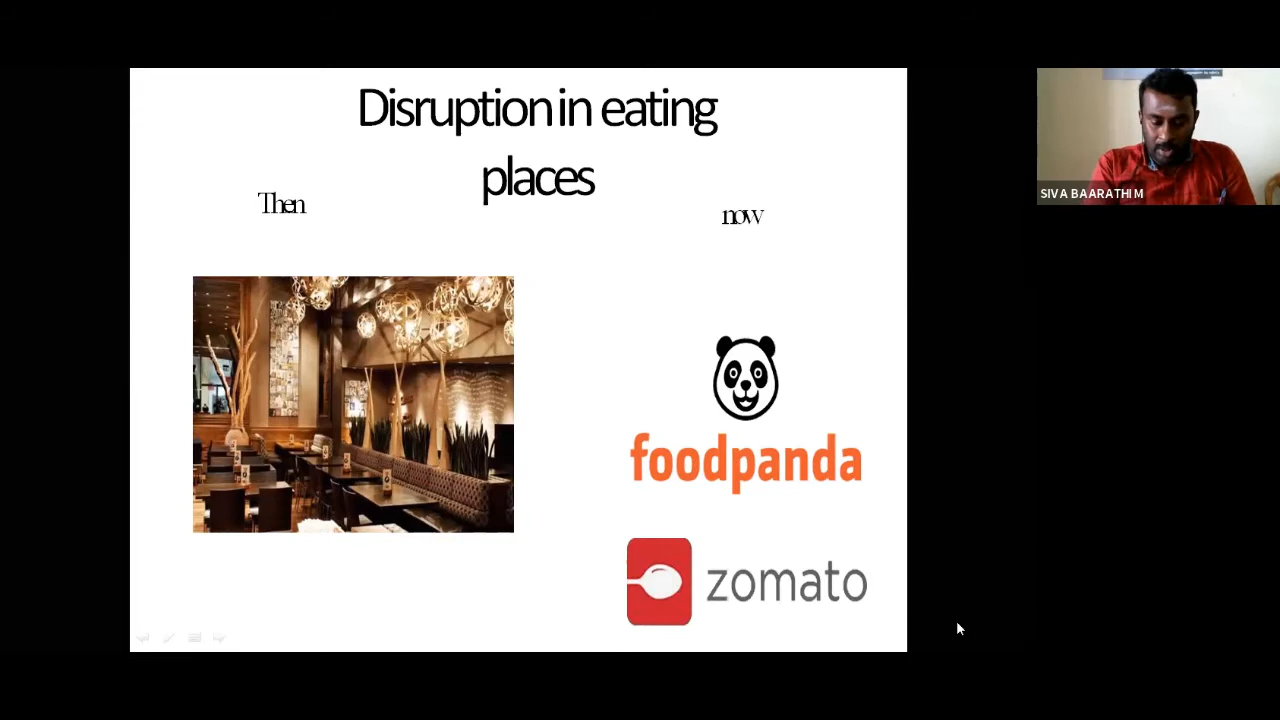 Disruption in eating
places
Then
now
foodpanda
zomato
SIVA BAARATHI M